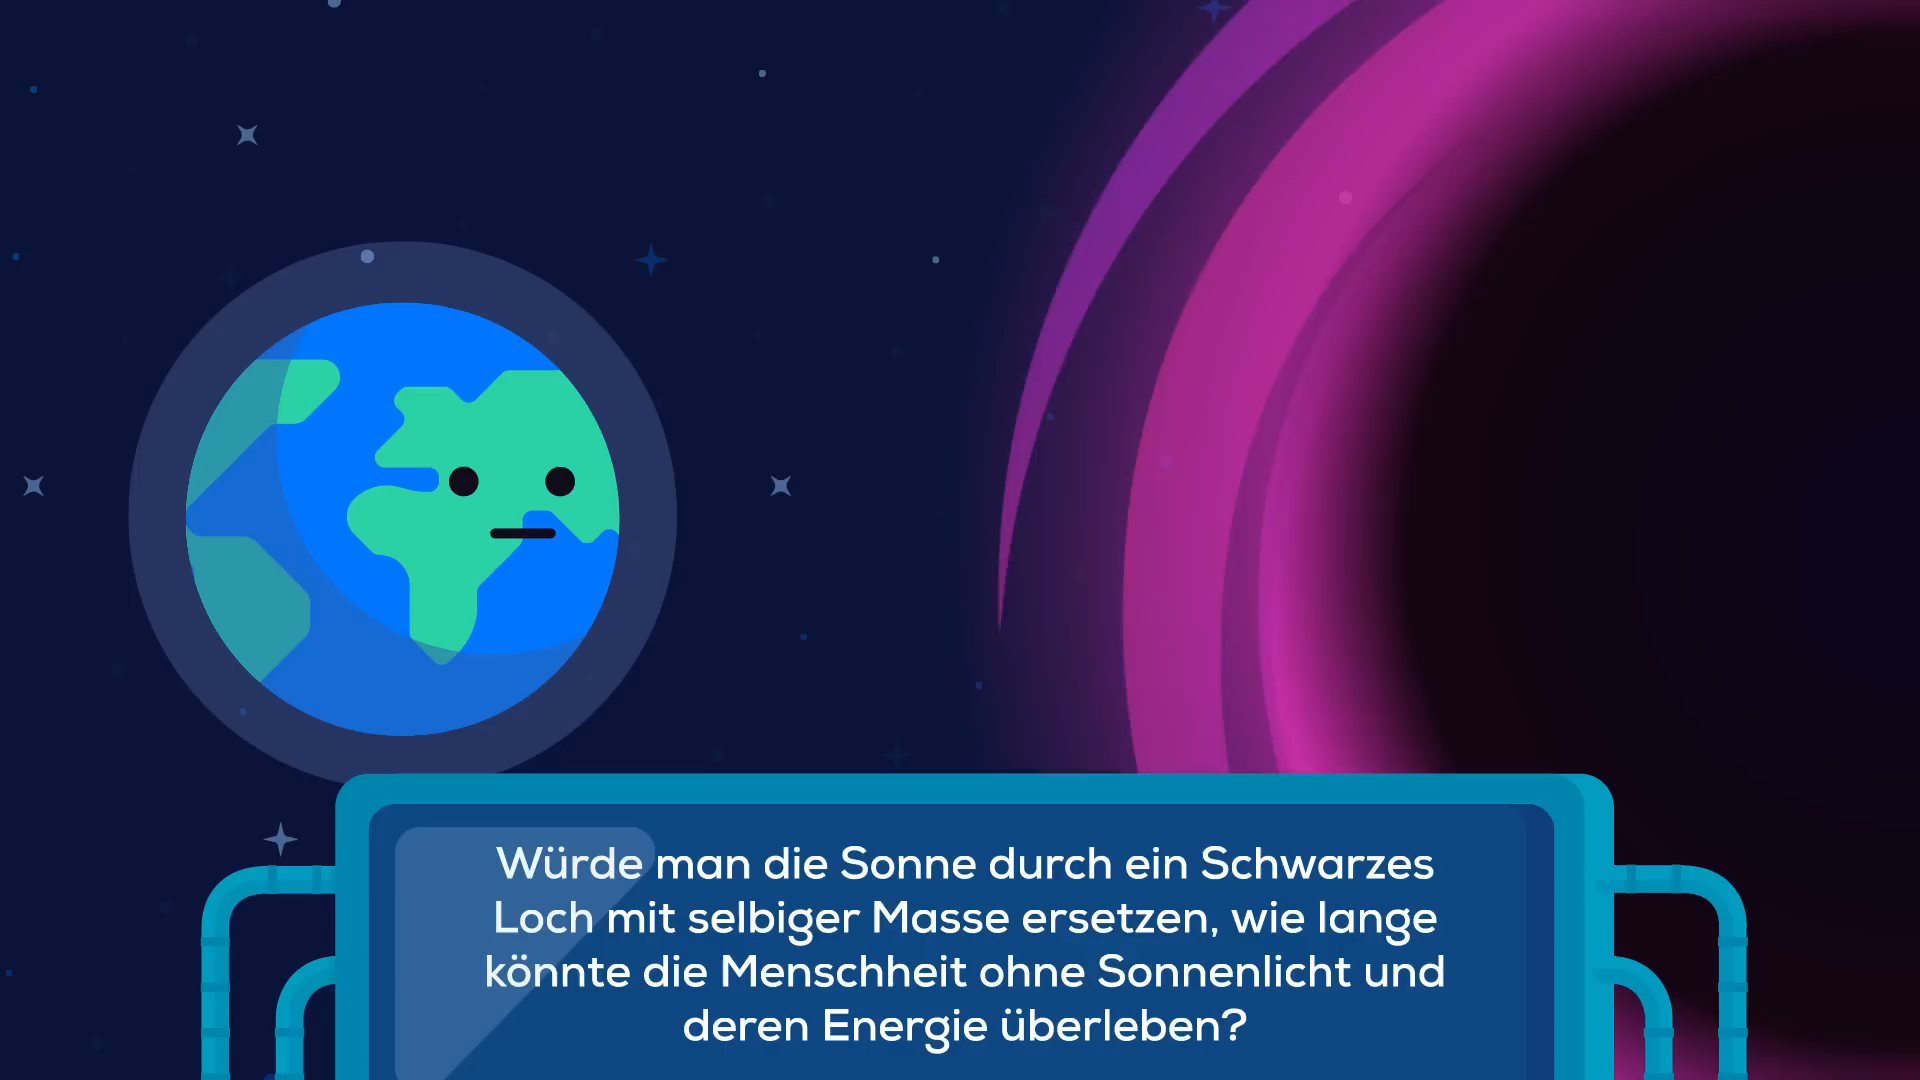 Würde man die Sonne durch ein Schwarzes
Loch mit selbiger Masse ersetzen, wie lange
könnte die Menschheit ohne Sonnenlicht und
deren Energie überleben?